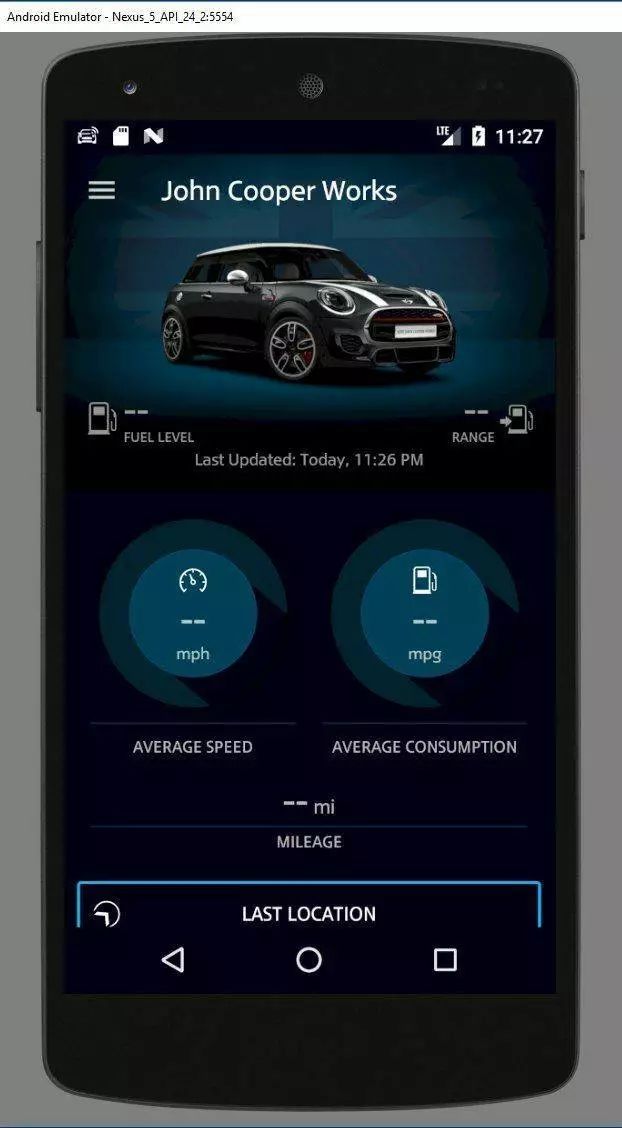 Android Emulator - Nexus_5_API_24_2:5554
LTE 11:27
John Cooper Works
-- --
FUEL LEVEL RANGE
Last Updated: Today, 11:26 PM
-- --
mph mpg
AVERAGE SPEED AVERAGE CONSUMPTION
-- mi
MILEAGE
LAST LOCATION